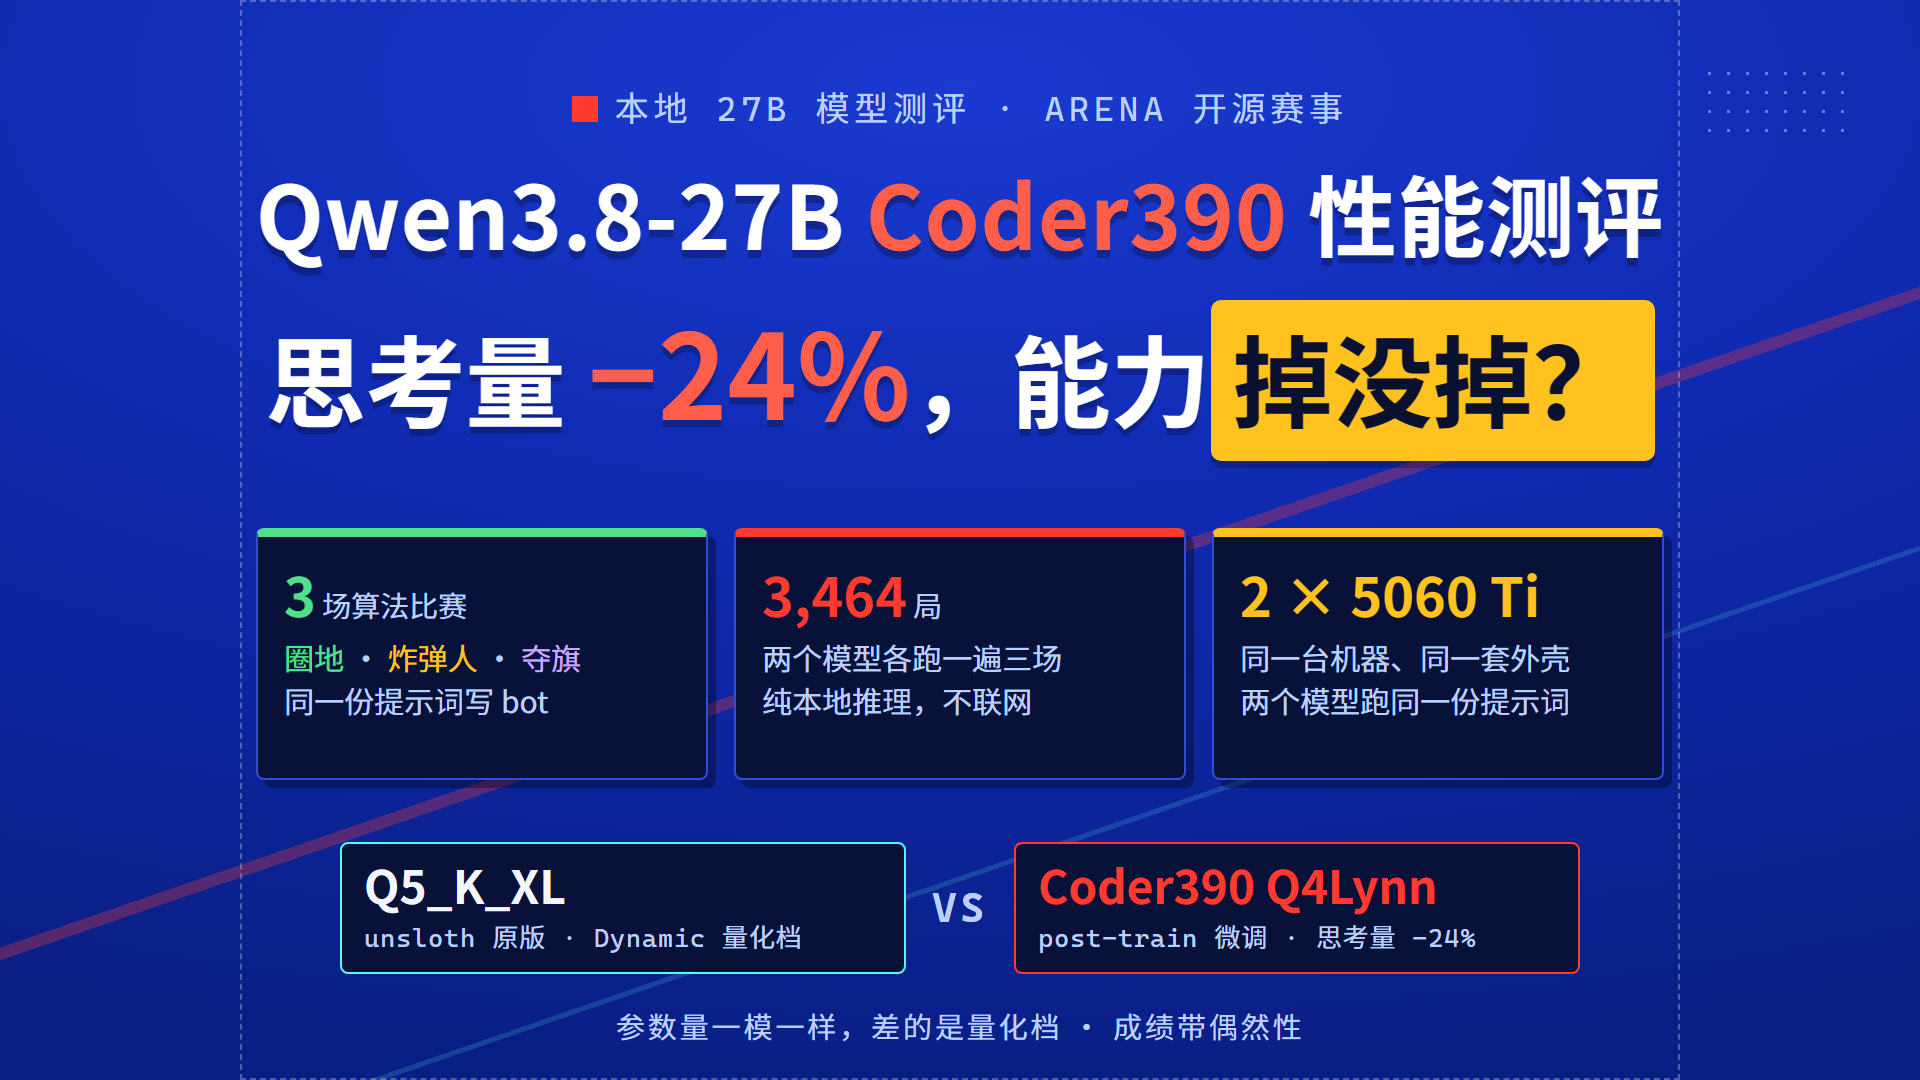 本地 27B 模型测评 · ARENA 开源赛事
Qwen3.8-27B Coder390 性能测评
思考量 −24%，能力掉没掉？
3 场算法比赛
圈地 · 炸弹人 · 夺旗
同一份提示词写 bot
3,464 局
两个模型各跑一遍三场
纯本地推理，不联网
2 × 5060 Ti
同一台机器、同一套外壳
两个模型跑同一份提示词
Q5_K_XL
unsloth 原版 · Dynamic 量化档
VS
Coder390 Q4Lynn
post-train 微调 · 思考量 −24%
参数量一模一样，差的是量化档 · 成绩带偶然性